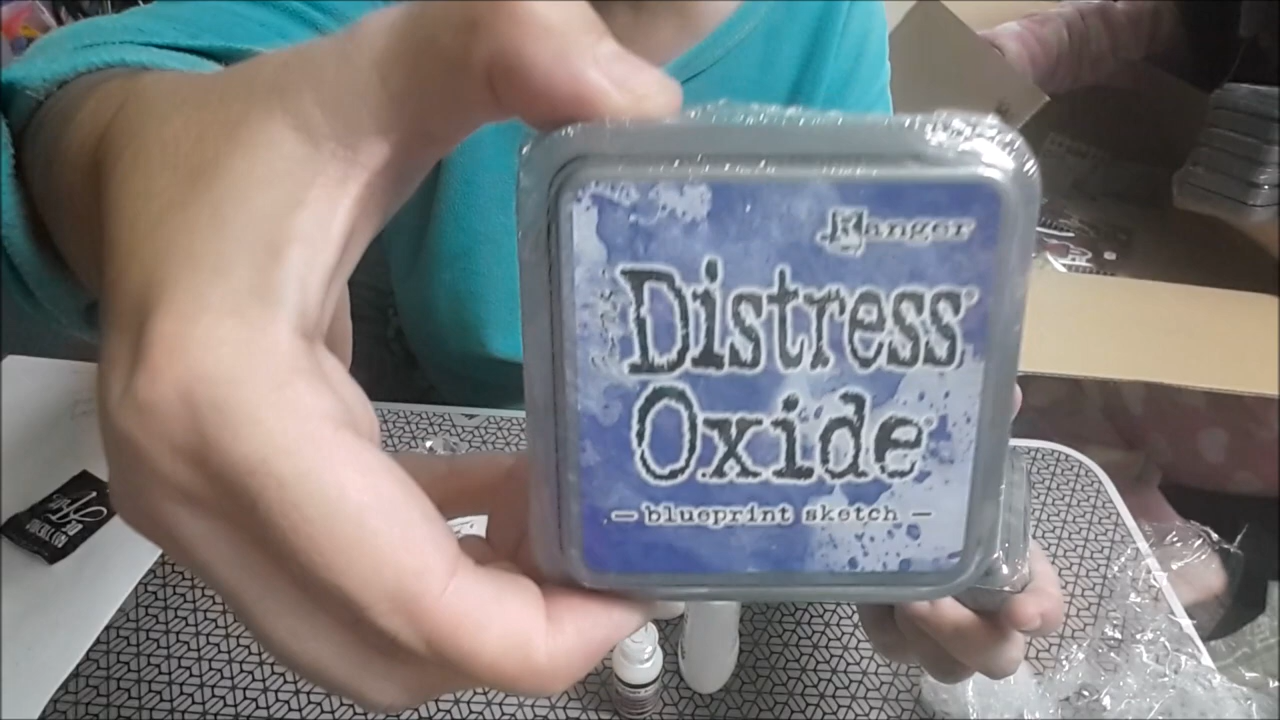 Ranger
Distress®
Oxide®
— blueprint sketch —